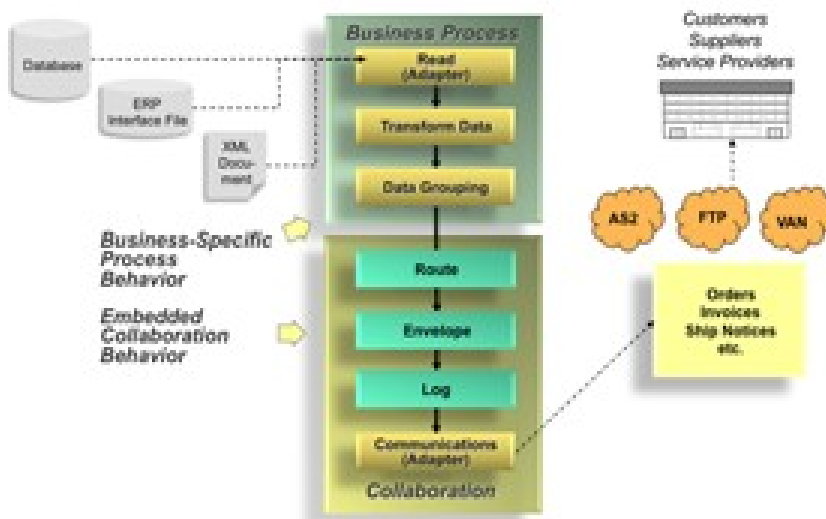 Business Process
Read
(Adapter)
Transform Data
Data Grouping
Database
ERP
Interface File
XML
Docu-
ment
Business-Specific
Process
Behavior
Embedded
Collaboration
Behavior
Route
Envelope
Log
Communications
(Adapter)
Collaboration
Customers
Suppliers
Service Providers
AS2
FTP
VAN
Orders
Invoices
Ship Notices
etc.